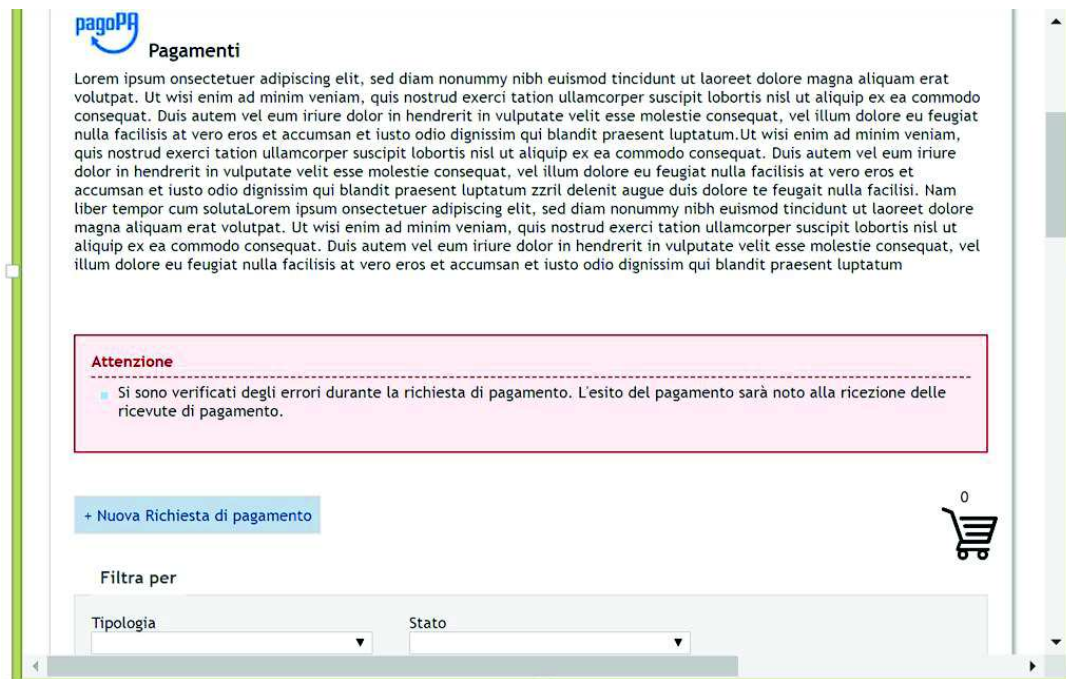 pagoPA
Pagamenti
Lorem ipsum onsectetuer adipiscing elit, sed diam nonummy nibh euismod tincidunt ut laoreet dolore magna aliquam erat
volutpat. Ut wisi enim ad minim veniam, quis nostrud exerci tation ullamcorper suscipit lobortis nisl ut aliquip ex ea commodo
consequat. Duis autem vel eum iriure dolor in hendrerit in vulputate velit esse molestie consequat, vel illum dolore eu feugiat
nulla facilisis at vero eros et accumsan et iusto odio dignissim qui blandit praesent luptatum.Ut wisi enim ad minim veniam,
quis nostrud exerci tation ullamcorper suscipit lobortis nisl ut aliquip ex ea commodo consequat. Duis autem vel eum iriure
dolor in hendrerit in vulputate velit esse molestie consequat, vel illum dolore eu feugiat nulla facilisis at vero eros et
accumsan et iusto odio dignissim qui blandit praesent luptatum zzril delenit augue duis dolore te feugait nulla facilisi. Nam
liber tempor cum solutaLorem ipsum onsectetuer adipiscing elit, sed diam nonummy nibh euismod tincidunt ut laoreet dolore
magna aliquam erat volutpat. Ut wisi enim ad minim veniam, quis nostrud exerci tation ullamcorper suscipit lobortis nisl ut
aliquip ex ea commodo consequat. Duis autem vel eum iriure dolor in hendrerit in vulputate velit esse molestie consequat, vel
illum dolore eu feugiat nulla facilisis at vero eros et accumsan et iusto odio dignissim qui blandit praesent luptatum
Attenzione
Si sono verificati degli errori durante la richiesta di pagamento. L'esito del pagamento sarà noto alla ricezione delle
ricevute di pagamento.
0
+ Nuova Richiesta di pagamento
Filtra per
Tipologia Stato